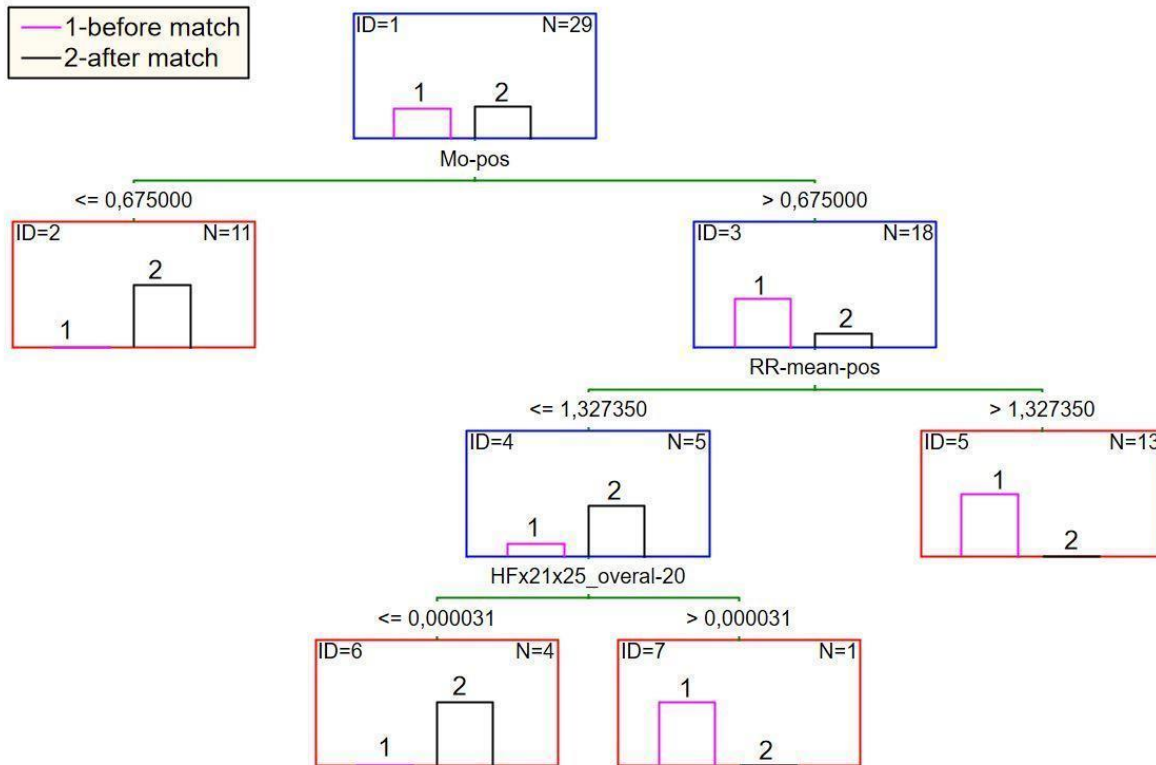 1-before match
2-after match
ID=1 N=29
1 2
Mo-pos
<= 0,675000 > 0,675000
ID=2 N=11
2
1
ID=3 N=18
1
2
RR-mean-pos
<= 1,327350 > 1,327350
ID=4 N=5
2
1
ID=5 N=13
1
2
HFx21x25_overal-20
<= 0,000031 > 0,000031
ID=6 N=4
2
1
ID=7 N=1
1
2